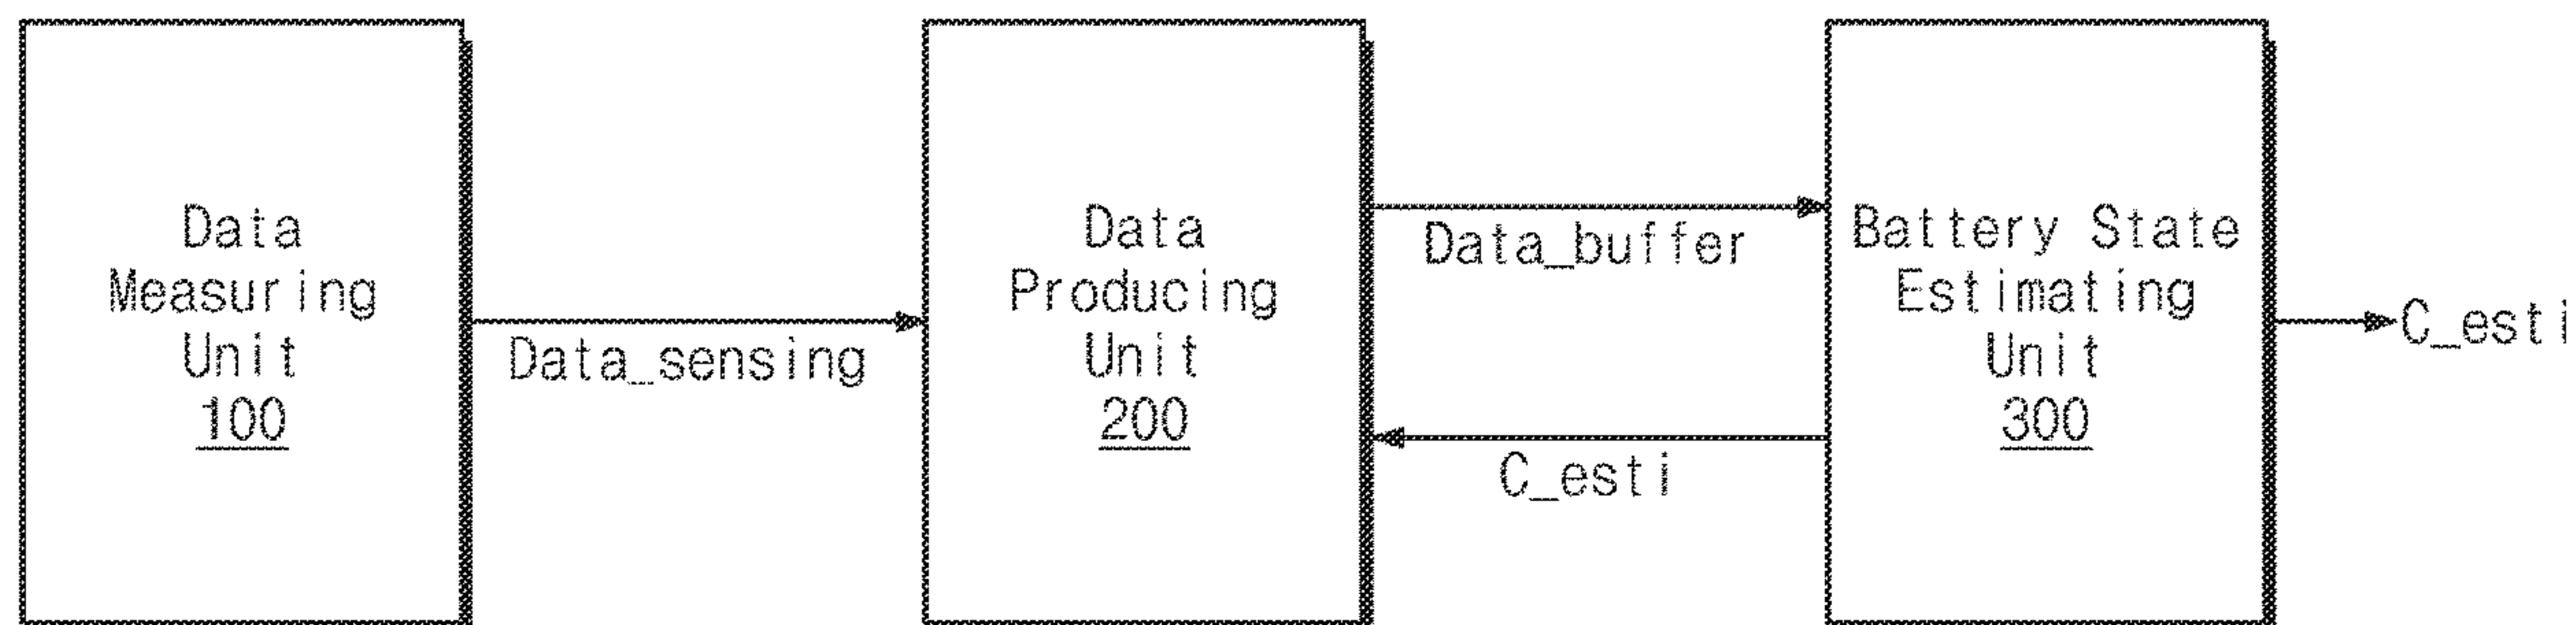 Data
Measuring
Unit
100
Data_sensing
Data
Producing
Unit
200
Data_buffer
C_esti
Battery State
Estimating
Unit
300
C_esti